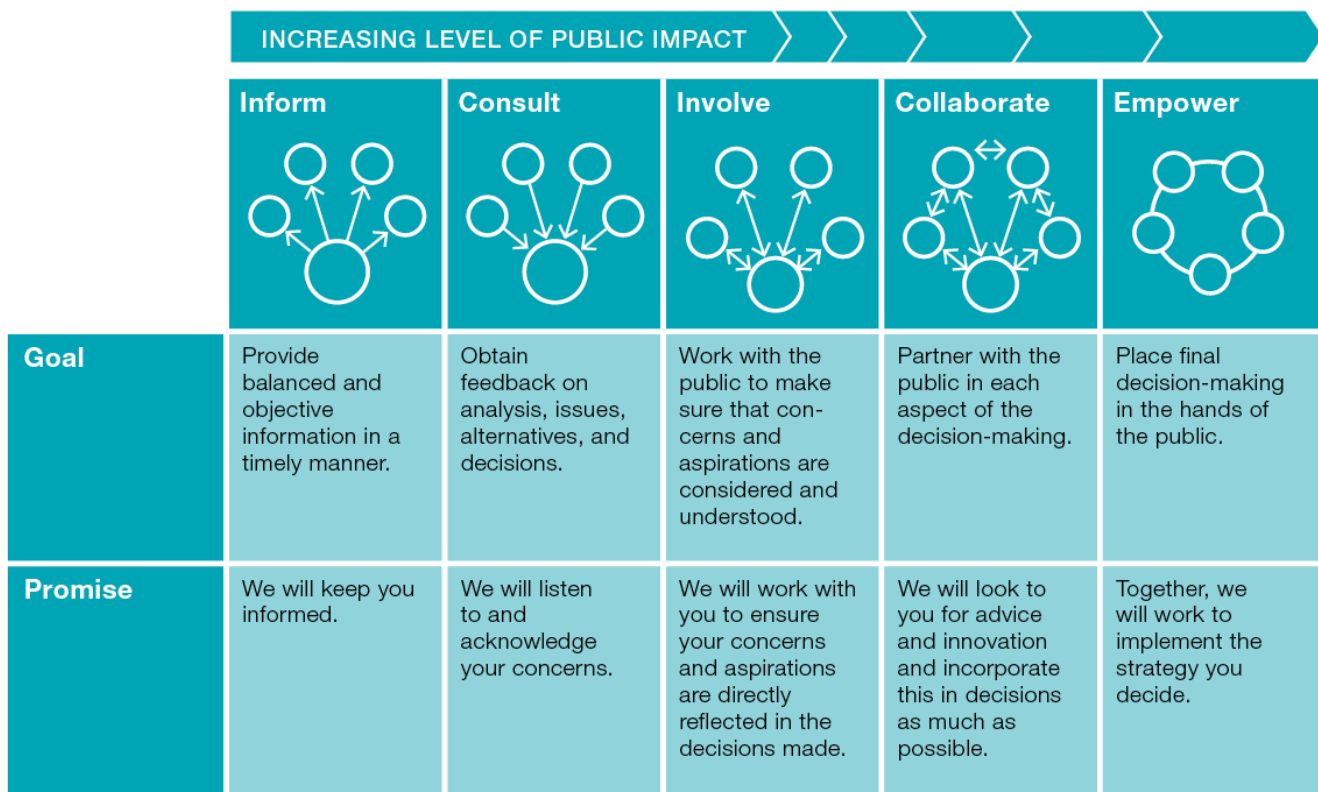 INCREASING LEVEL OF PUBLIC IMPACT
Inform
Consult
Involve
Collaborate
Empower
Goal
Provide
balanced and
objective
information in a
timely manner.
Obtain
feedback on
analysis, issues,
alternatives, and
decisions.
Work with the
public to make
sure that con-
cerns and
aspirations are
considered and
understood.
Partner with the
public in each
aspect of the
decision-making.
Place final
decision-making
in the hands of
the public.
Promise
We will keep you
informed.
We will listen
to and
acknowledge
your concerns.
We will work with
you to ensure
your concerns
and aspirations
are directly
reflected in the
decisions made.
We will look to
you for advice
and innovation
and incorporate
this in decisions
as much as
possible.
Together, we
will work to
implement the
strategy you
decide.